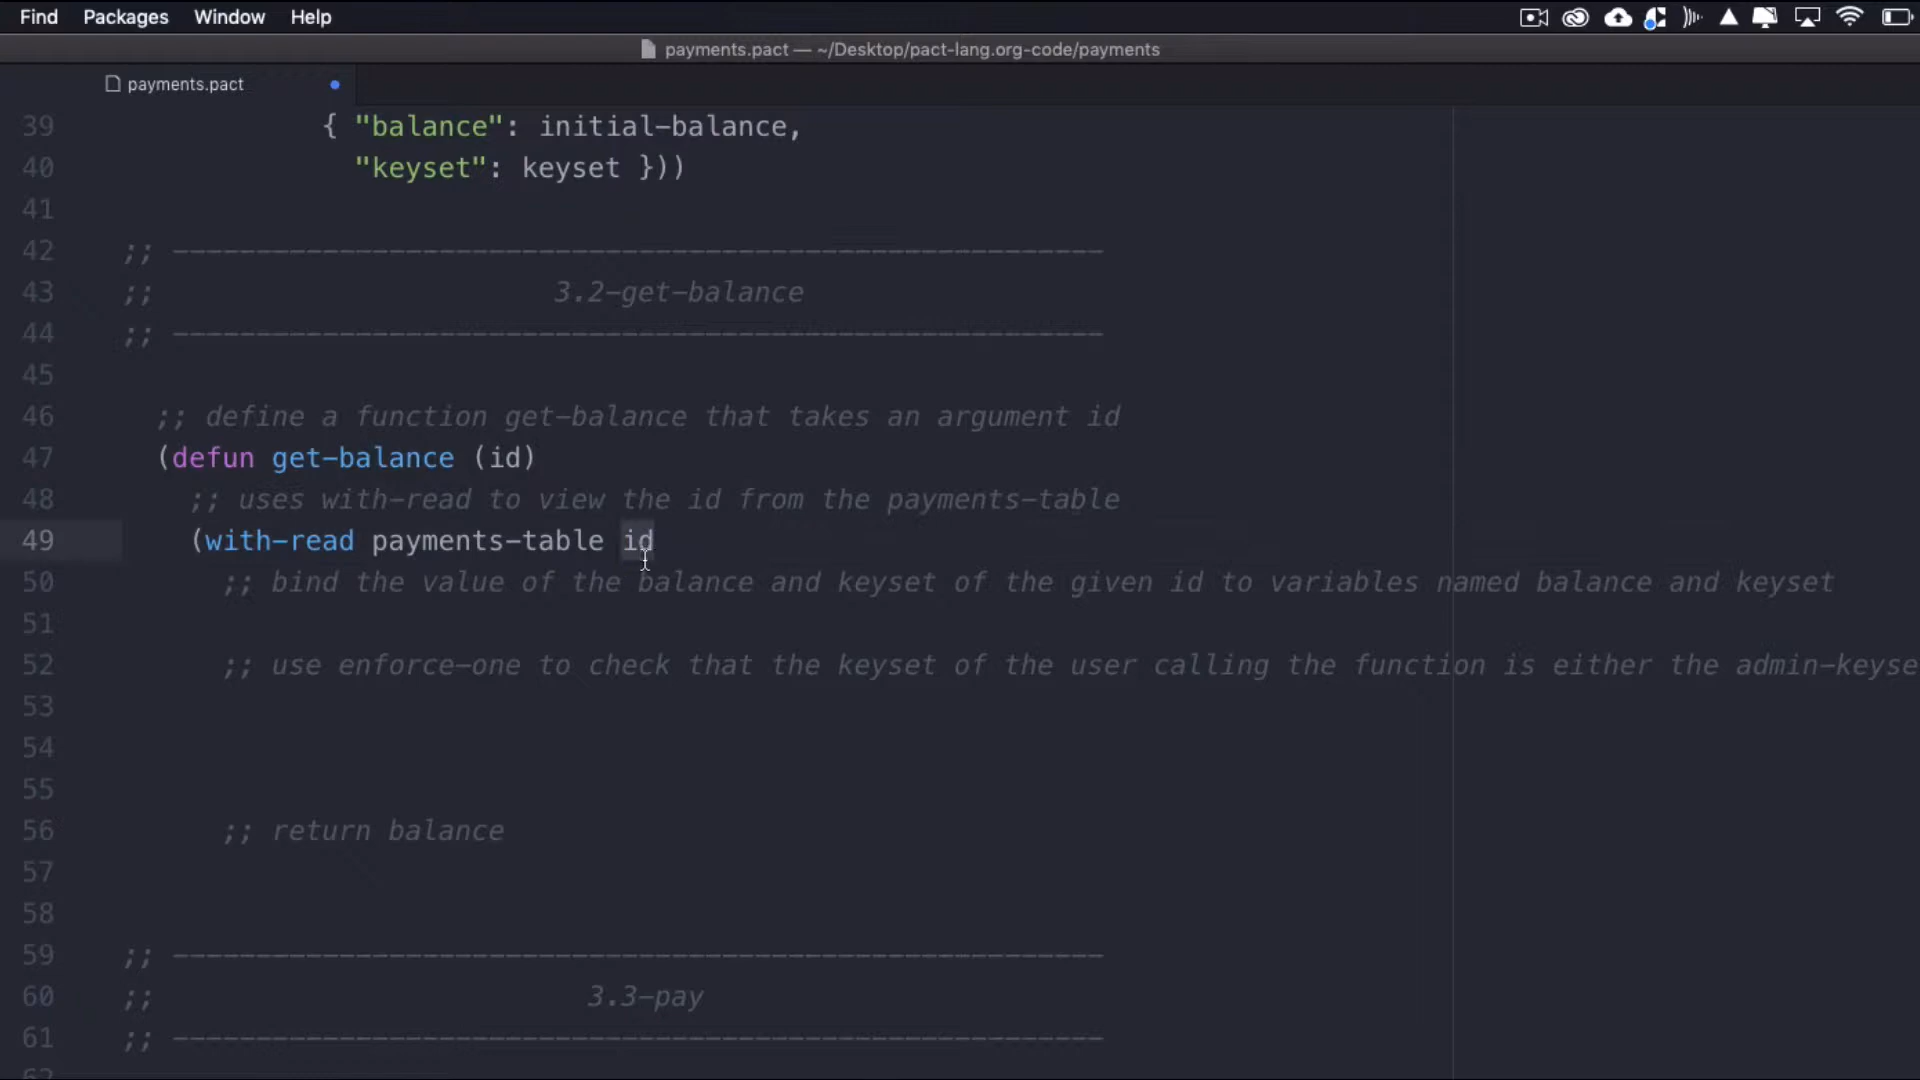 Find Packages Window Help
payments.pact — ~/Desktop/pact-lang.org-code/payments
payments.pact
39 { "balance": initial-balance,
40 "keyset": keyset }))
41
42 ;; --------------------------------------------------------
43 ;; 3.2-get-balance
44 ;; --------------------------------------------------------
45
46 ;; define a function get-balance that takes an argument id
47 (defun get-balance (id)
48 ;; uses with-read to view the id from the payments-table
49 (with-read payments-table id
50 ;; bind the value of the balance and keyset of the given id to variables named balance and keyset
51
52 ;; use enforce-one to check that the keyset of the user calling the function is either the admin-keyse
53
54
55
56 ;; return balance
57
58
59 ;; --------------------------------------------------------
60 ;; 3.3-pay
61 ;; --------------------------------------------------------
62